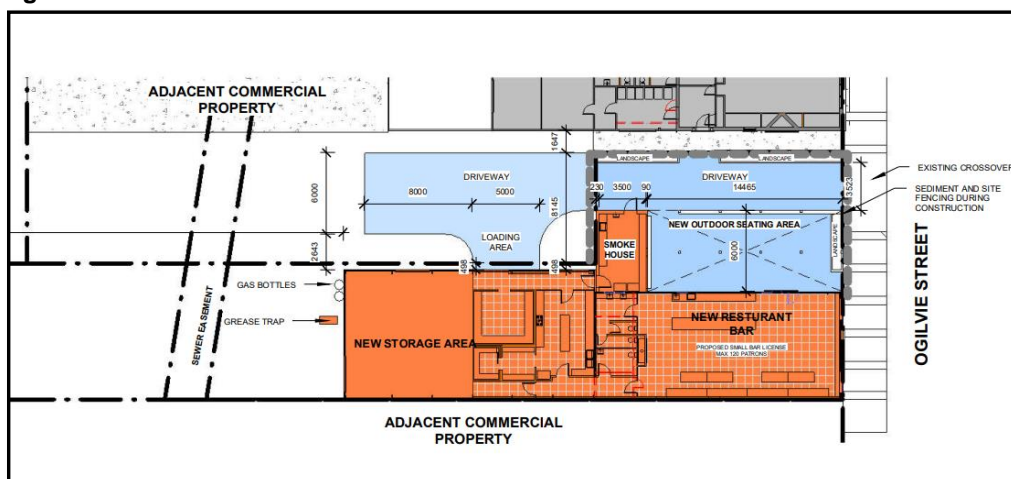 ADJACENT COMMERCIAL
PROPERTY
1647
LANDSCAPE
LANDSCAPE
DRIVEWAY
DRIVEWAY
EXISTING CROSSOVER
6000
8000
5000
8145
230
3500
90
14465
3523
SEDIMENT AND SITE
FENCING DURING
CONSTRUCTION
NEW OUTDOOR SEATING AREA
LOADING
AREA
SMOKE
HOUSE
6000
LANDSCAPE
2643
498
498
GAS BOTTLES
GREASE TRAP
SEWER EASEMENT
NEW STORAGE AREA
NEW RESTURANT
BAR
PROPOSED SMALL BAR LICENSE
MAX 120 PATRONS
OGILVIE STREET
ADJACENT COMMERCIAL
PROPERTY